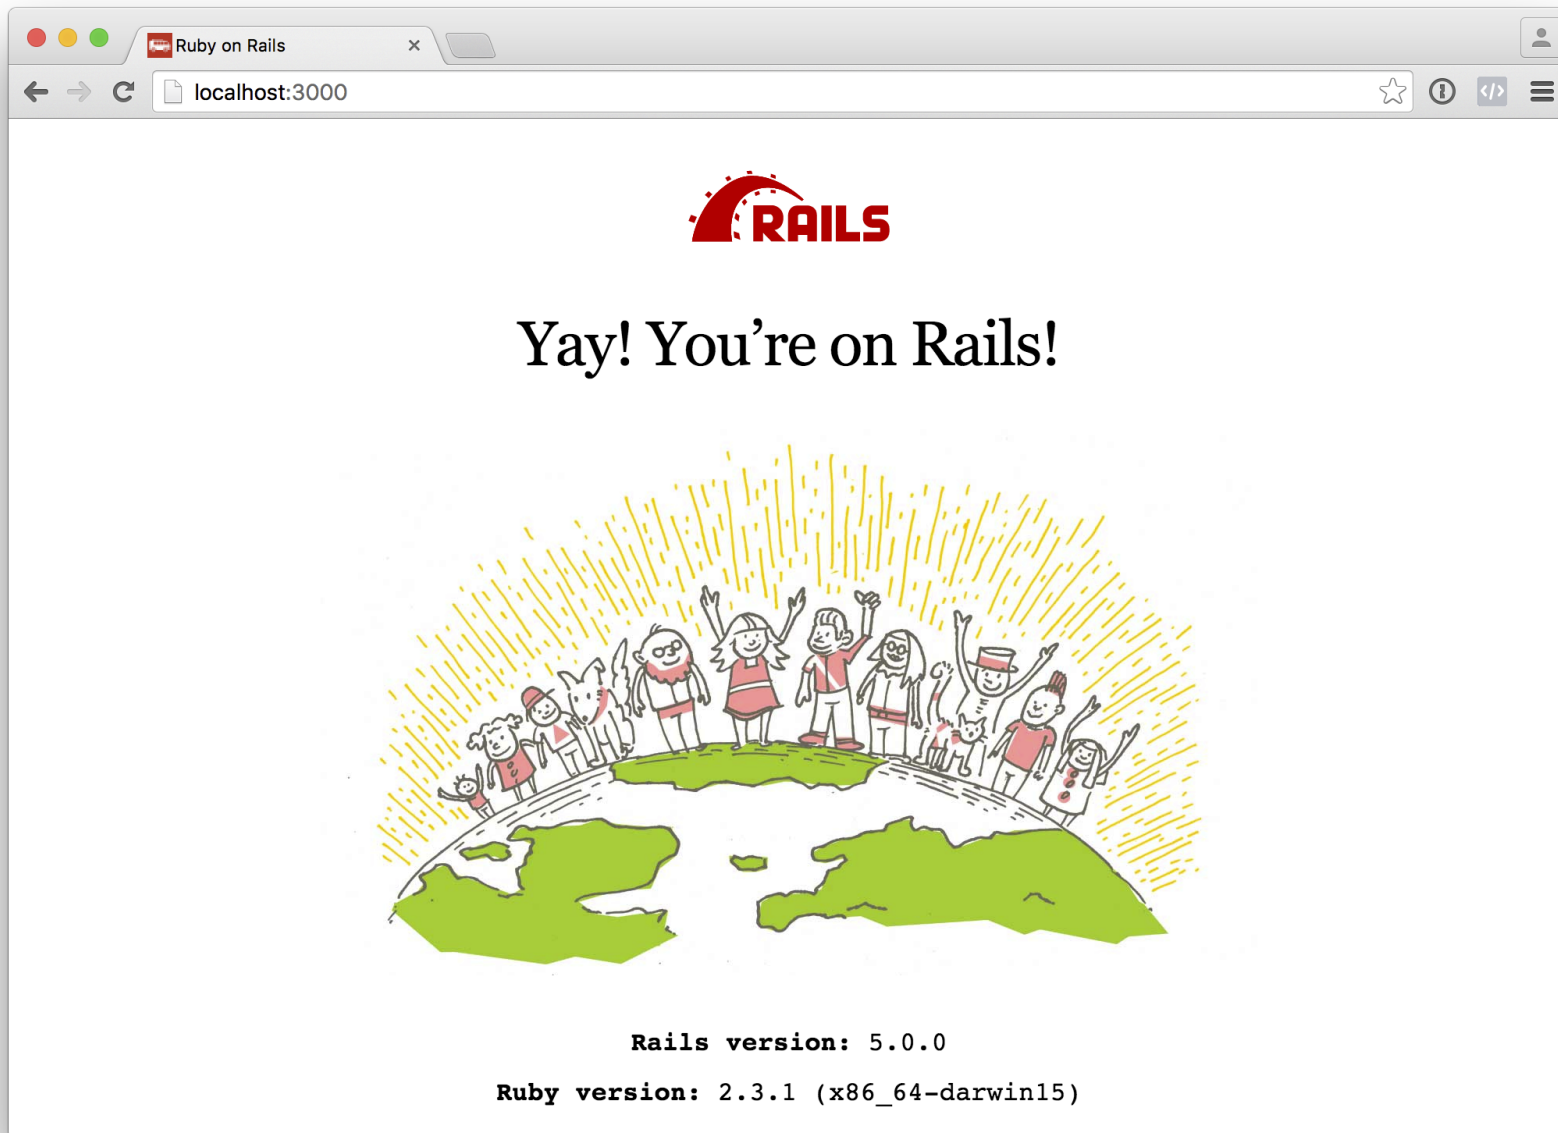 Ruby on Rails
localhost:3000
RAILS
Yay! You’re on Rails!
Rails version: 5.0.0
Ruby version: 2.3.1 (x86_64-darwin15)